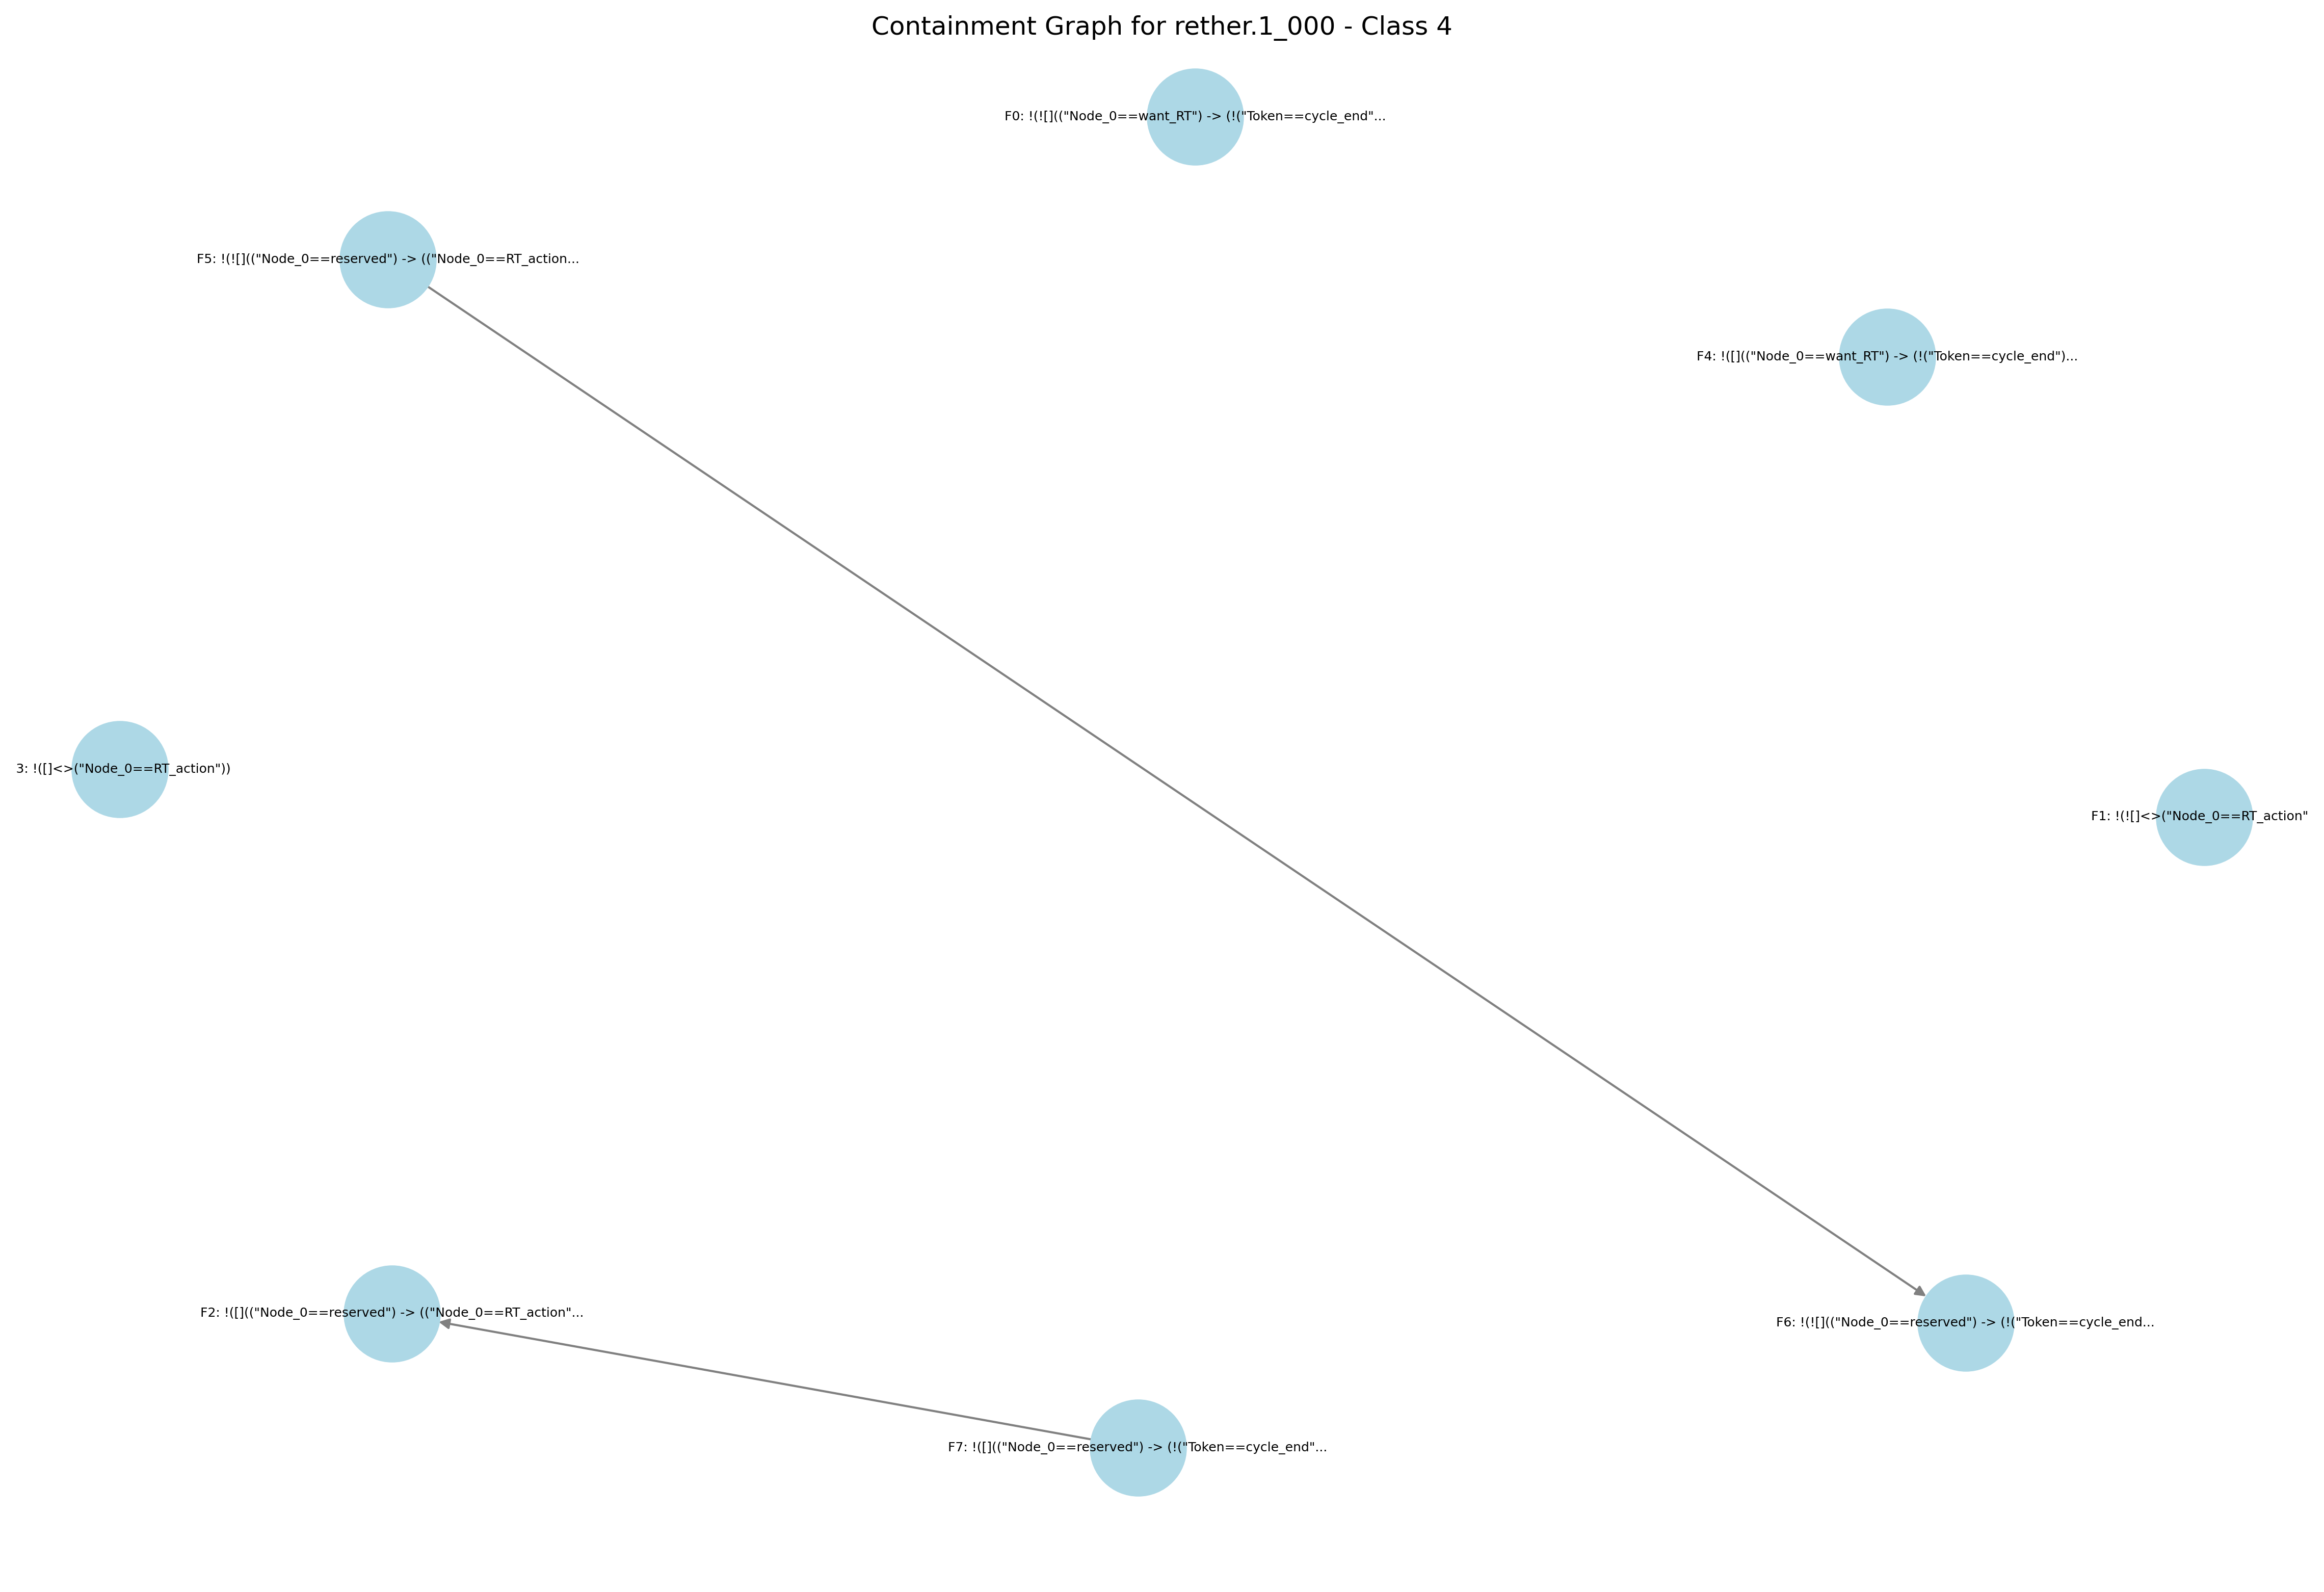 Containment Graph for rether.1_000 - Class 4
F0: !(![](("Node_0==want_RT") -> (!("Token==cycle_end"...
F5: !(![](("Node_0==reserved") -> (("Node_0==RT_action...
F4: !([](("Node_0==want_RT") -> (!("Token==cycle_end")...
3: !([]<>("Node_0==RT_action"))
F1: !(![]<>("Node_0==RT_action"
F2: !([](("Node_0==reserved") -> (("Node_0==RT_action"...
F6: !(![](("Node_0==reserved") -> (!("Token==cycle_end...
F7: !([](("Node_0==reserved") -> (!("Token==cycle_end"...